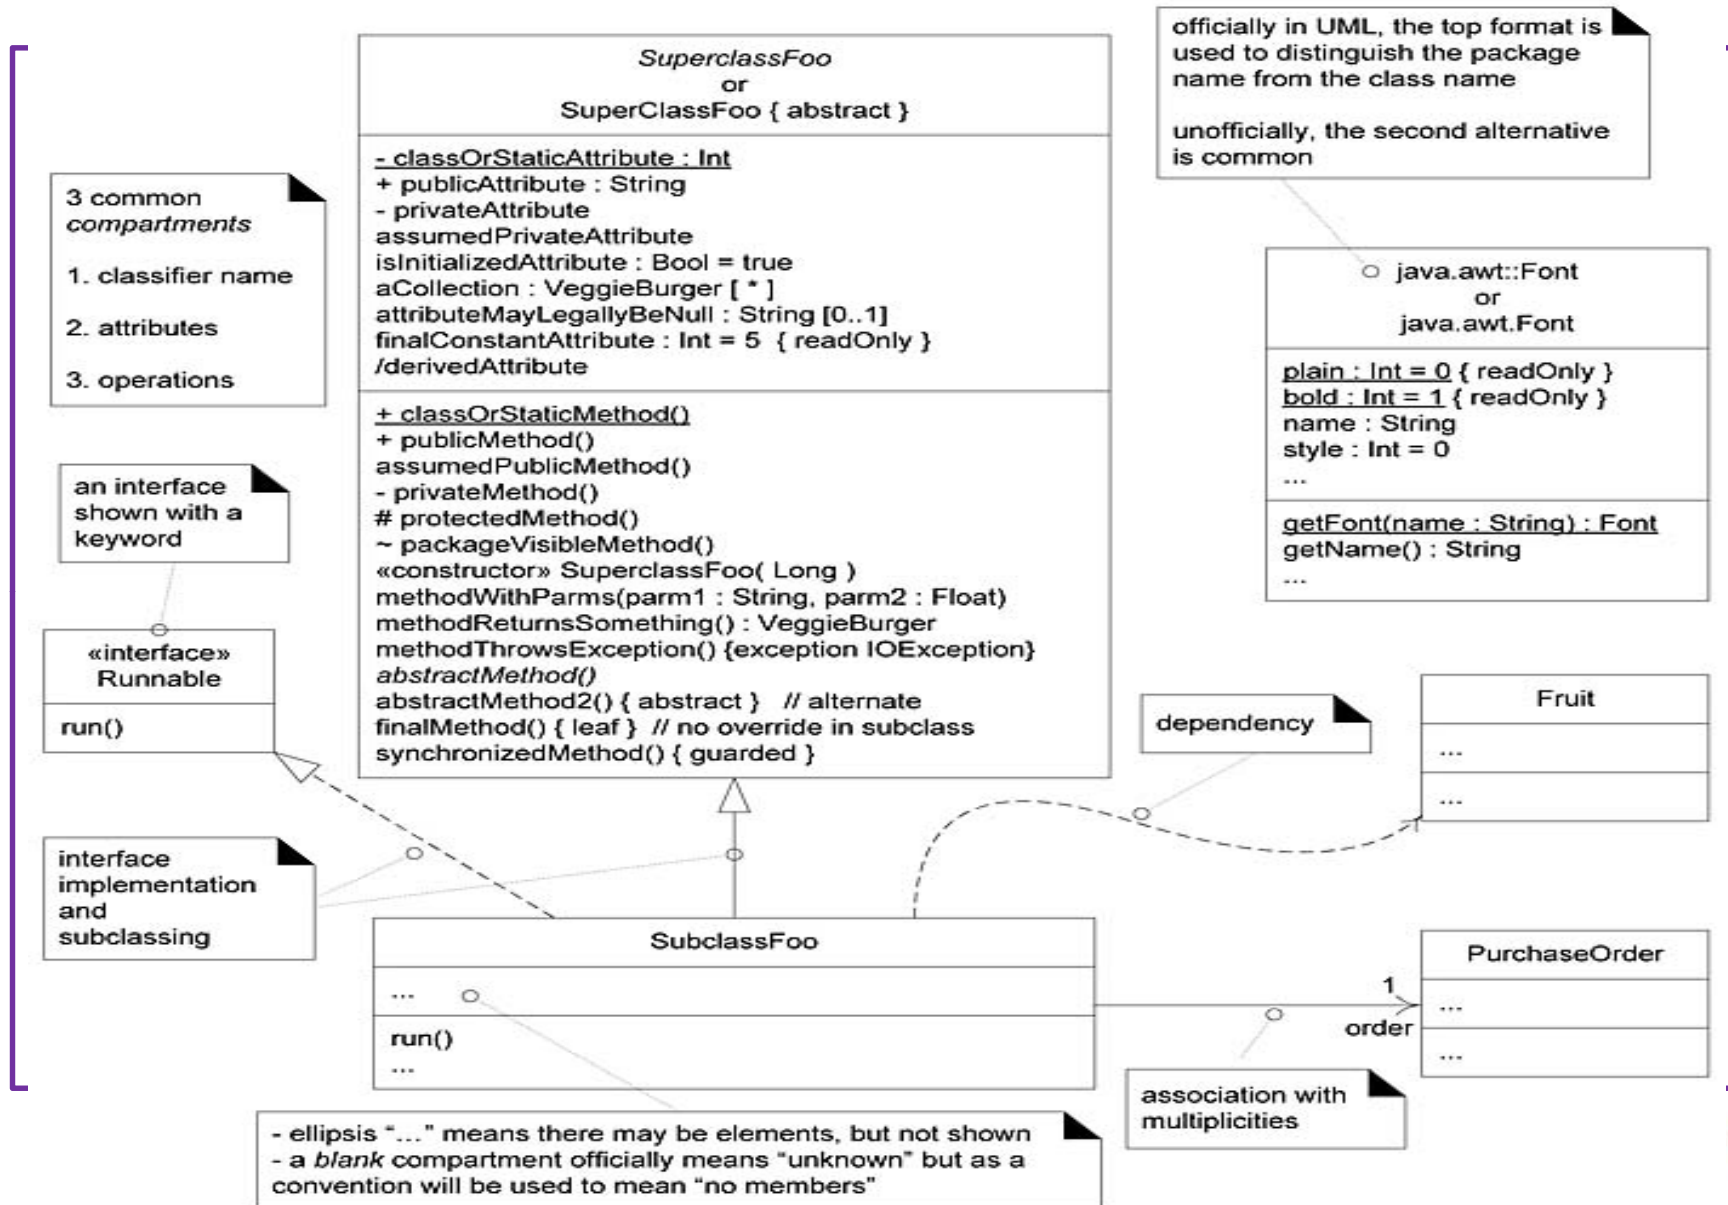 officially in UML, the top format is
used to distinguish the package
name from the class name
unofficially, the second alternative
is common
SuperclassFoo
or
SuperClassFoo { abstract }
- classOrStaticAttribute : Int
+ publicAttribute : String
- privateAttribute
assumedPrivateAttribute
isInitializedAttribute : Bool = true
aCollection : VeggieBurger [ * ]
attributeMayLegallyBeNull : String [0..1]
finalConstantAttribute : Int = 5 { readOnly }
/derivedAttribute
+ classOrStaticMethod()
+ publicMethod()
assumedPublicMethod()
- privateMethod()
# protectedMethod()
~ packageVisibleMethod()
«constructor» SuperclassFoo( Long )
methodWithParms(parm1 : String, parm2 : Float)
methodReturnsSomething() : VeggieBurger
methodThrowsException() {exception IOException}
abstractMethod()
abstractMethod2() { abstract } // alternate
finalMethod() { leaf } // no override in subclass
synchronizedMethod() { guarded }
3 common
compartments
1. classifier name
2. attributes
3. operations
java.awt::Font
or
java.awt.Font
plain : Int = 0 { readOnly }
bold : Int = 1 { readOnly }
name : String
style : Int = 0
...
getFont(name : String) : Font
getName() : String
...
an interface
shown with a
keyword
«interface»
Runnable
run()
dependency
Fruit
...
...
interface
implementation
and
subclassing
SubclassFoo
...
run()
...
1
order
PurchaseOrder
...
...
association with
multiplicities
- ellipsis “...” means there may be elements, but not shown
- a blank compartment officially means “unknown” but as a
convention will be used to mean “no members”